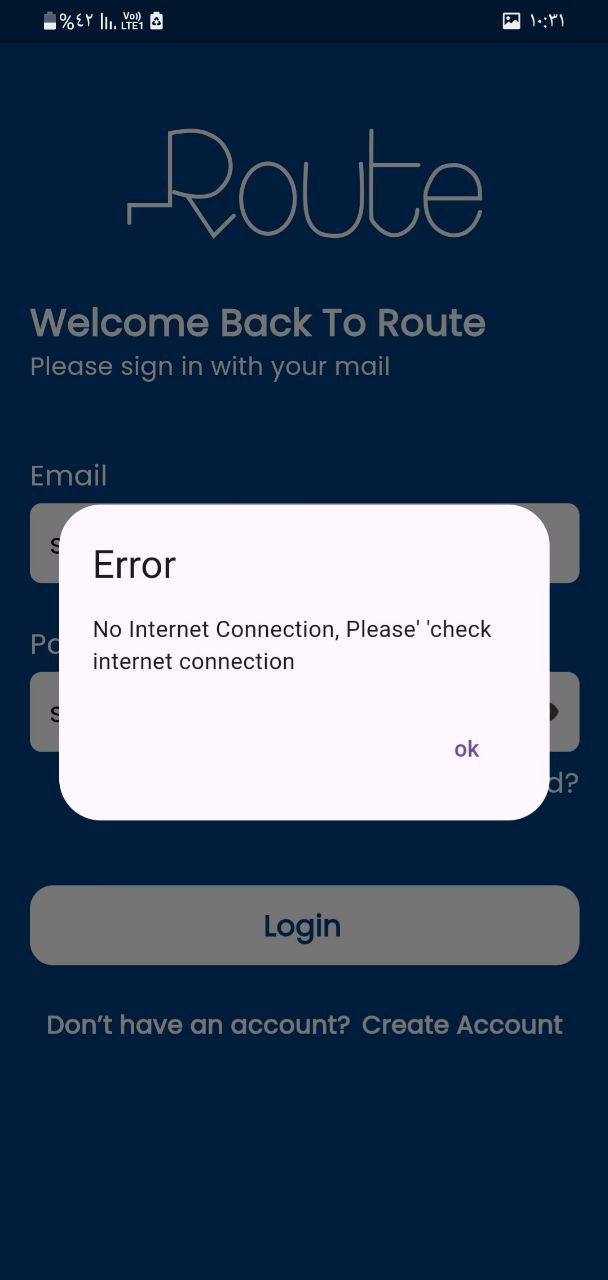 %٤٢ Vo)) LTE1 ١٠:٣١
Route
Welcome Back To Route
Please sign in with your mail
Email
s
Error
No Internet Connection, Please' 'check
internet connection
s
ok
d?
Login
Don't have an account? Create Account